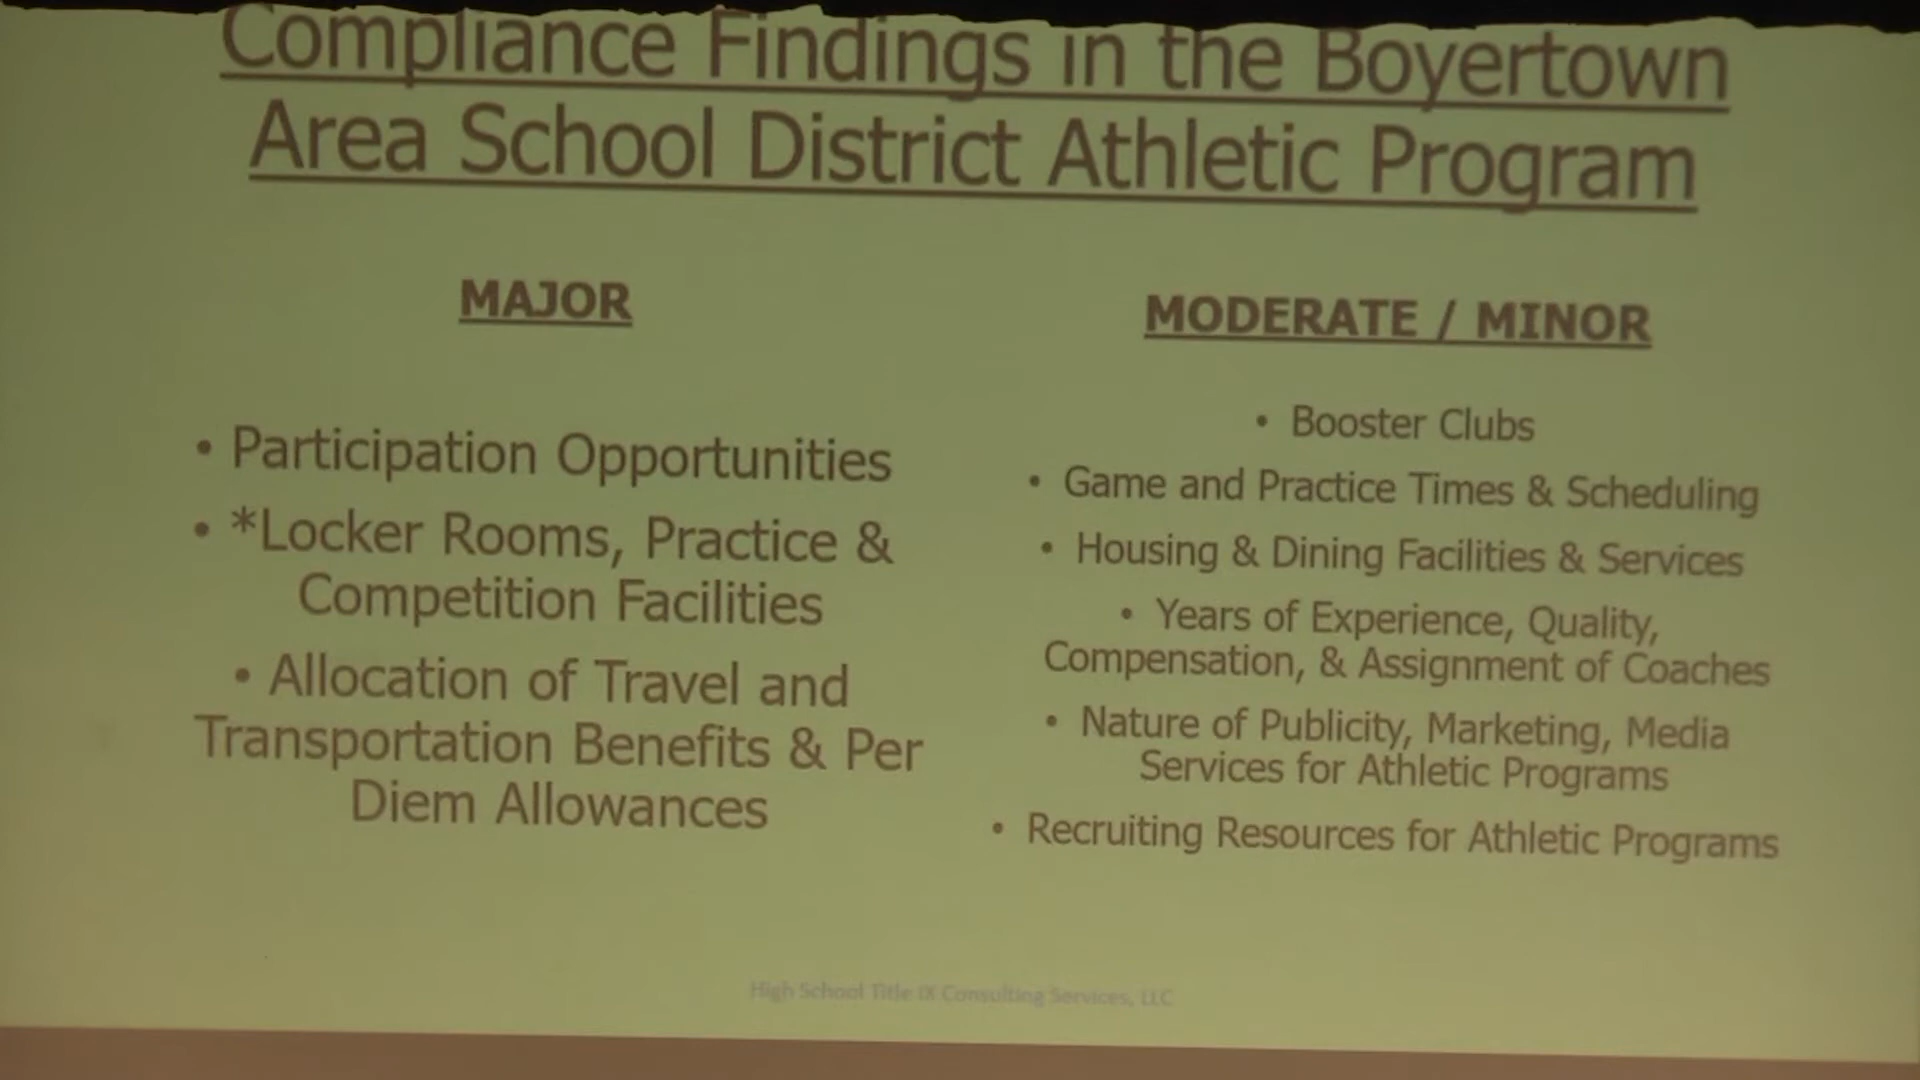 Compliance Findings in the Boyertown
Area School District Athletic Program
MAJOR
• Participation Opportunities
• *Locker Rooms, Practice &
Competition Facilities
• Allocation of Travel and
Transportation Benefits & Per
Diem Allowances
MODERATE / MINOR
• Booster Clubs
• Game and Practice Times & Scheduling
• Housing & Dining Facilities & Services
• Years of Experience, Quality,
Compensation, & Assignment of Coaches
• Nature of Publicity, Marketing, Media
Services for Athletic Programs
• Recruiting Resources for Athletic Programs
High School Title IX Consulting Services, LLC